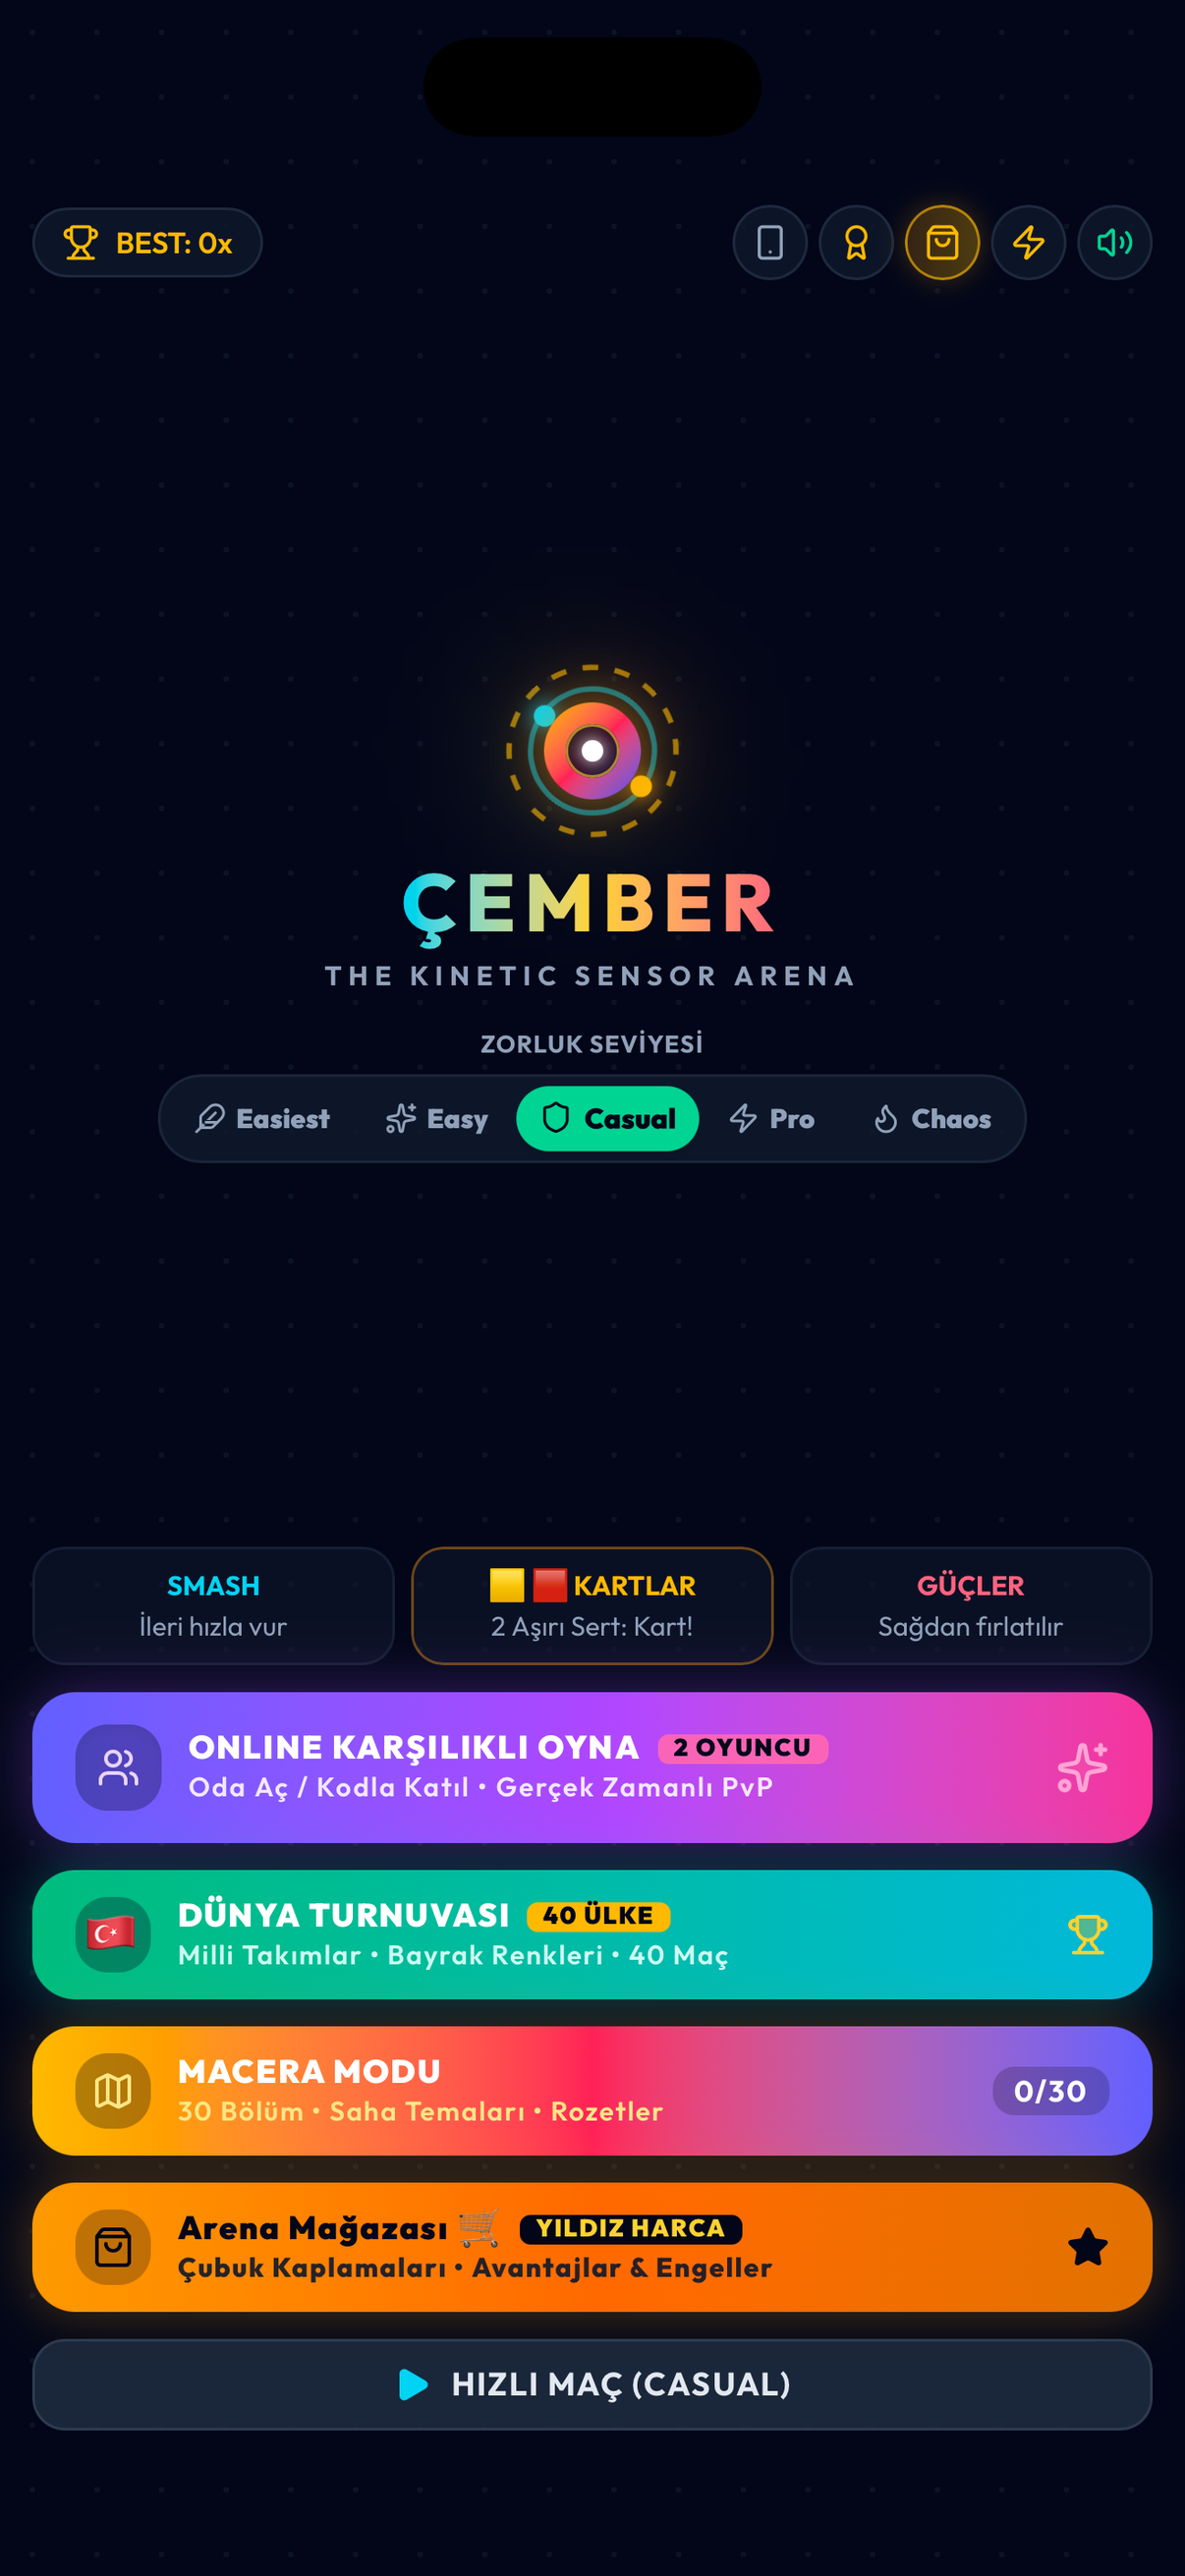 BEST: 0x
ÇEMBER
THE KINETIC SENSOR ARENA
ZORLUK SEVİYESİ
Easiest Easy Casual Pro Chaos
SMASH
İleri hızla vur
KARTLAR
2 Aşırı Sert: Kart!
GÜÇLER
Sağdan fırlatılır
ONLINE KARŞILIKLI OYNA 2 OYUNCU
Oda Aç / Kodla Katıl • Gerçek Zamanlı PvP
DÜNYA TURNUVASI 40 ÜLKE
Milli Takımlar • Bayrak Renkleri • 40 Maç
MACERA MODU
30 Bölüm • Saha Temaları • Rozetler
0/30
Arena Mağazası YILDIZ HARCA
Çubuk Kaplamaları • Avantajlar & Engeller
HIZLI MAÇ (CASUAL)